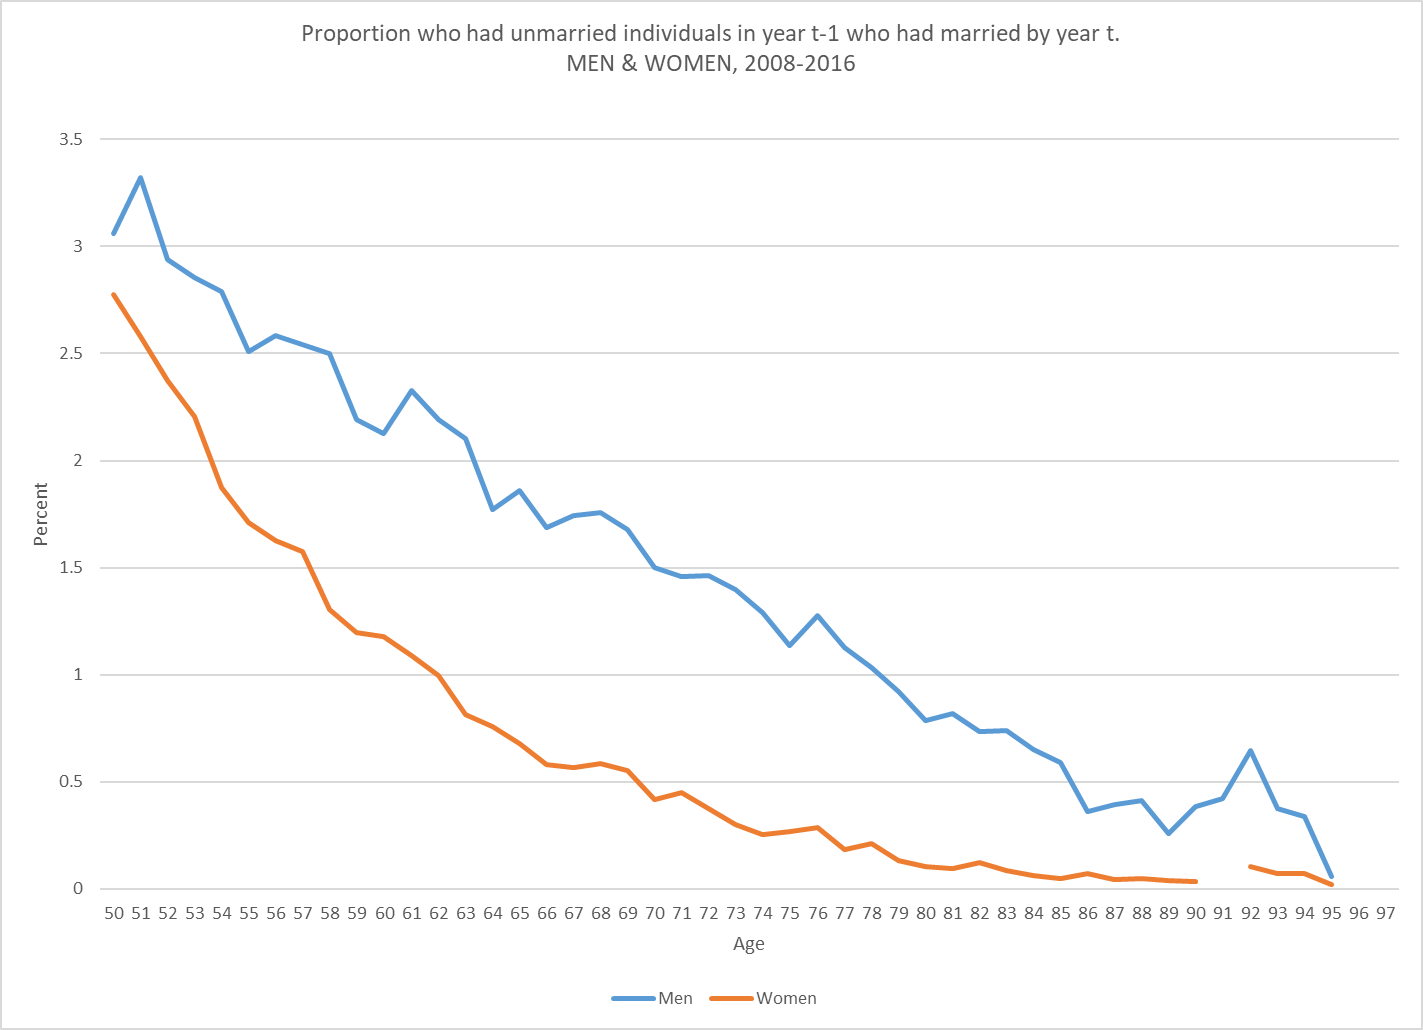 Proportion who had unmarried individuals in year t-1 who had married by year t.
MEN & WOMEN, 2008-2016
3.5
3
2.5
2
1.5
1
0.5
0
Percent
50 51 52 53 54 55 56 57 58 59 60 61 62 63 64 65 66 67 68 69 70 71 72 73 74 75 76 77 78 79 80 81 82 83 84 85 86 87 88 89 90 91 92 93 94 95 96 97
Age
Men Women